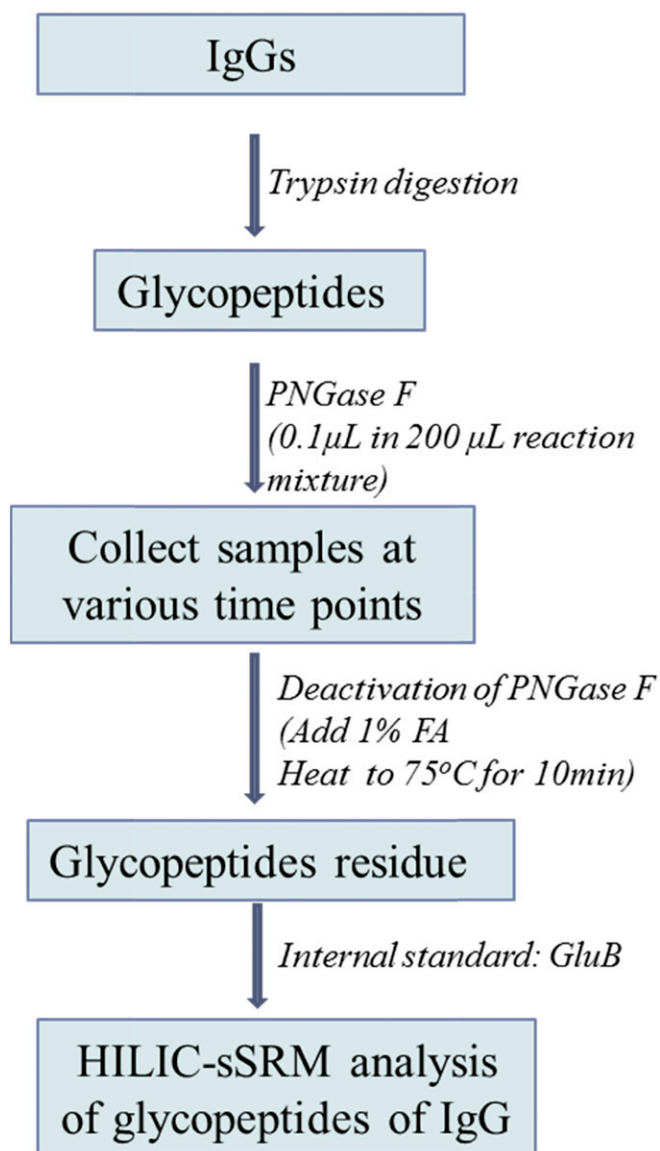 IgGs
Trypsin digestion
Glycopeptides
PNGase F
(0.1µL in 200 µL reaction
mixture)
Collect samples at
various time points
Deactivation of PNGase F
(Add 1% FA
Heat to 75°C for 10min)
Glycopeptides residue
Internal standard: GluB
HILIC-sSRM analysis
of glycopeptides of IgG